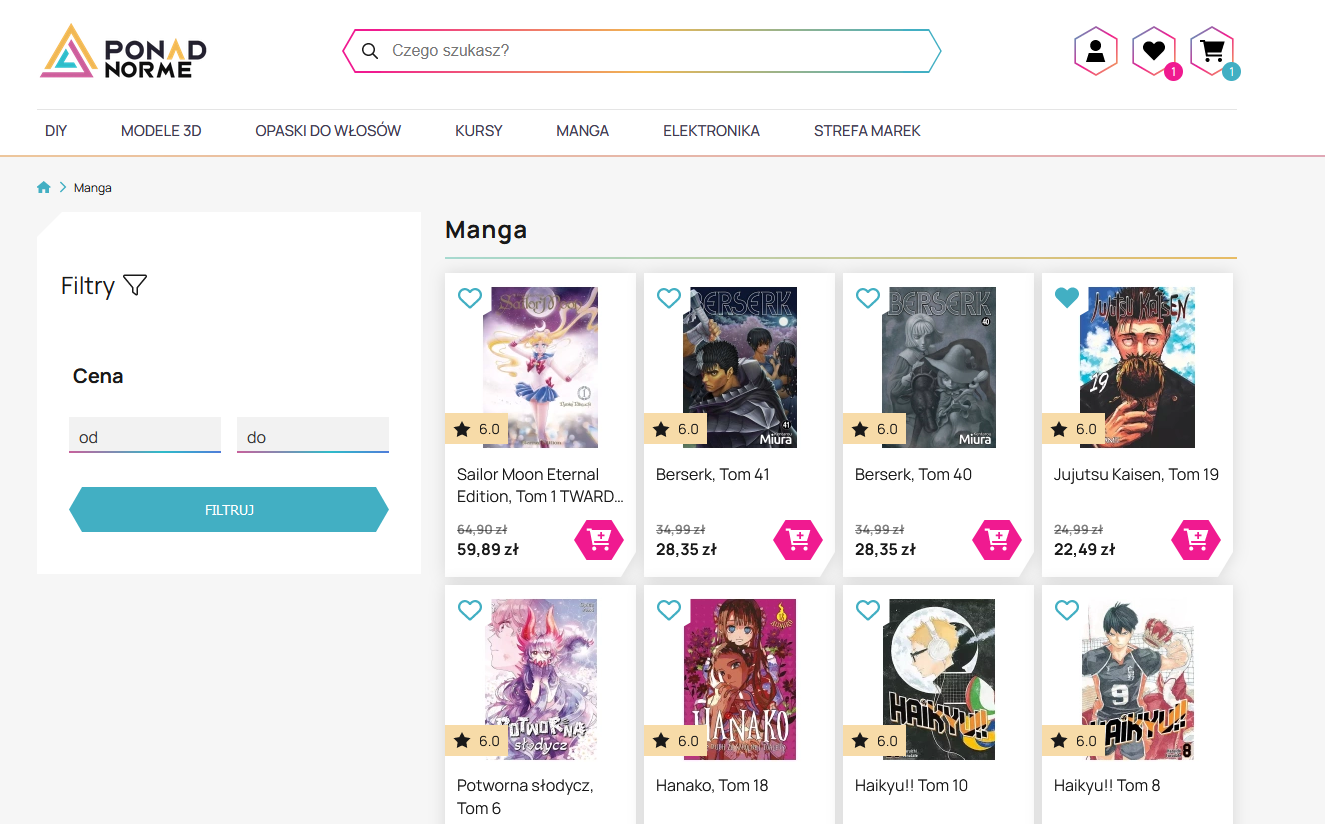 PONAD
NORME
Czego szukasz?
1
1
DIY
MODELE 3D
OPASKI DO WŁOSÓW
KURSY
MANGA
ELEKTRONIKA
STREFA MAREK
Manga
Filtry
Cena
od
do
FILTRUJ
Manga
Sailor Moon
6.0
Sailor Moon Eternal
Edition, Tom 1 TWARD...
64,90 zł
59,89 zł
BERSERK
41
Miura
6.0
Berserk, Tom 41
34,99 zł
28,35 zł
BERSERK
40
Miura
6.0
Berserk, Tom 40
34,99 zł
28,35 zł
JUJUTSU KAISEN
19
6.0
Jujutsu Kaisen, Tom 19
24,99 zł
22,49 zł
POTWORNA
słodycz
6.0
Potworna słodycz,
Tom 6
HANAKO
6.0
Hanako, Tom 18
HAIKYU!!
6.0
Haikyu!! Tom 10
9
HAIKYU!!
8
6.0
Haikyu!! Tom 8